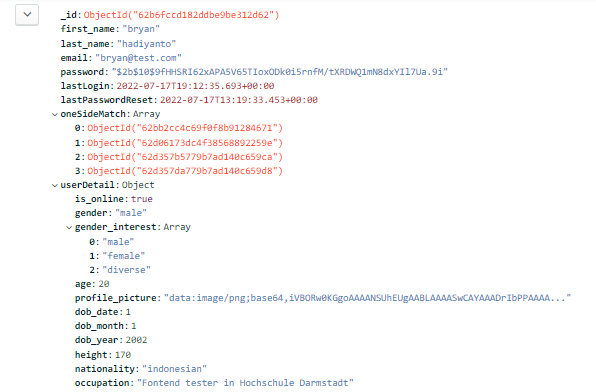 _id: ObjectId("62b6fccd182ddbe9be312d62")
first_name: "bryan"
last_name: "hadiyanto"
email: "bryan@test.com"
password: "$2b$10$9fHHSRI62xAPA5V65TIoxODk0i5rnfM/tXRDWQ1mN8dxYIl7Ua.9i"
lastLogin: 2022-07-17T19:12:35.693+00:00
lastPasswordReset: 2022-07-17T13:19:33.453+00:00
oneSideMatch: Array
0: ObjectId("62bb2cc4c69f0f8b91284671")
1: ObjectId("62d06173dc4f38568892259e")
2: ObjectId("62d357b5779b7ad140c659ca")
3: ObjectId("62d357da779b7ad140c659d8")
userDetail: Object
is_online: true
gender: "male"
gender_interest: Array
0: "male"
1: "female"
2: "diverse"
age: 20
profile_picture: "data:image/png;base64,iVBORw0KGgoAAAANSUhEUgAABLAAAASwCAYAAADrIbPPAAAA..."
dob_date: 1
dob_month: 1
dob_year: 2002
height: 170
nationality: "indonesian"
occupation: "Fontend tester in Hochschule Darmstadt"